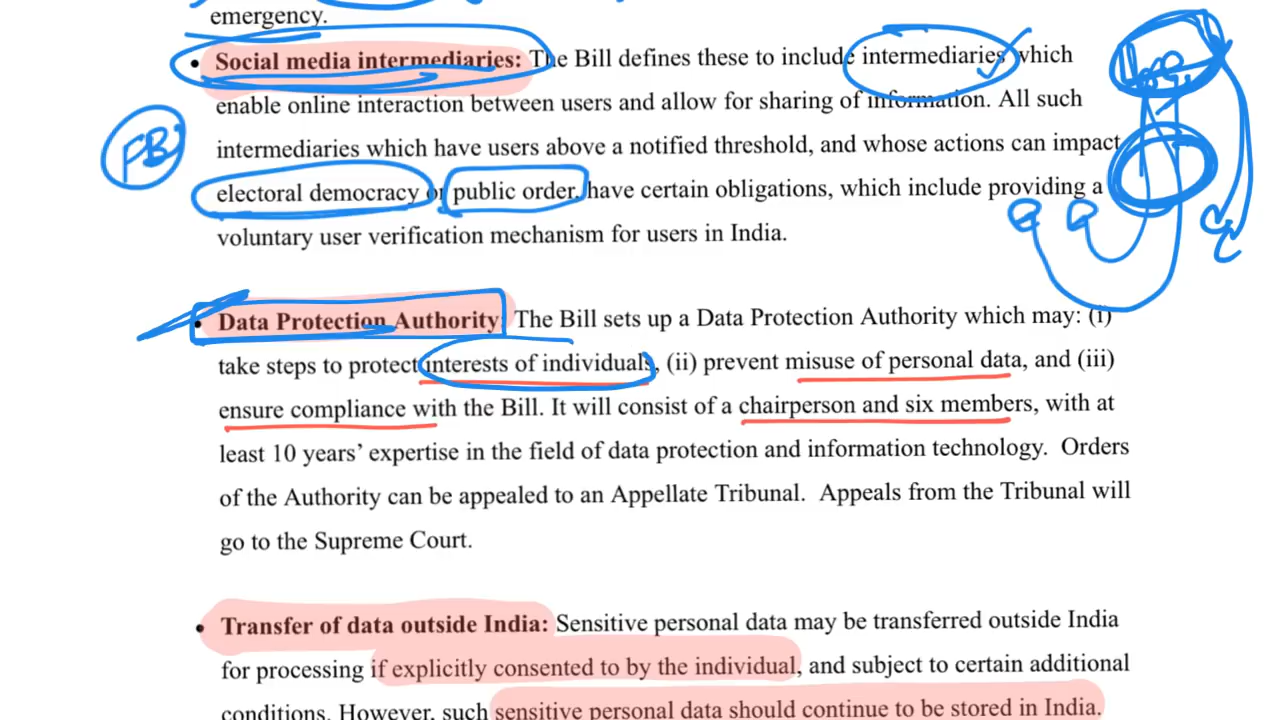 emergency.
• Social media intermediaries: The Bill defines these to include intermediaries which
enable online interaction between users and allow for sharing of information. All such
FB
intermediaries which have users above a notified threshold, and whose actions can impact
electoral democracy or public order, have certain obligations, which include providing a
voluntary user verification mechanism for users in India.
• Data Protection Authority: The Bill sets up a Data Protection Authority which may: (i)
take steps to protect interests of individuals, (ii) prevent misuse of personal data, and (iii)
ensure compliance with the Bill. It will consist of a chairperson and six members, with at
least 10 years’ expertise in the field of data protection and information technology. Orders
of the Authority can be appealed to an Appellate Tribunal. Appeals from the Tribunal will
go to the Supreme Court.
• Transfer of data outside India: Sensitive personal data may be transferred outside India
for processing if explicitly consented to by the individual, and subject to certain additional
conditions. However, such sensitive personal data should continue to be stored in India.